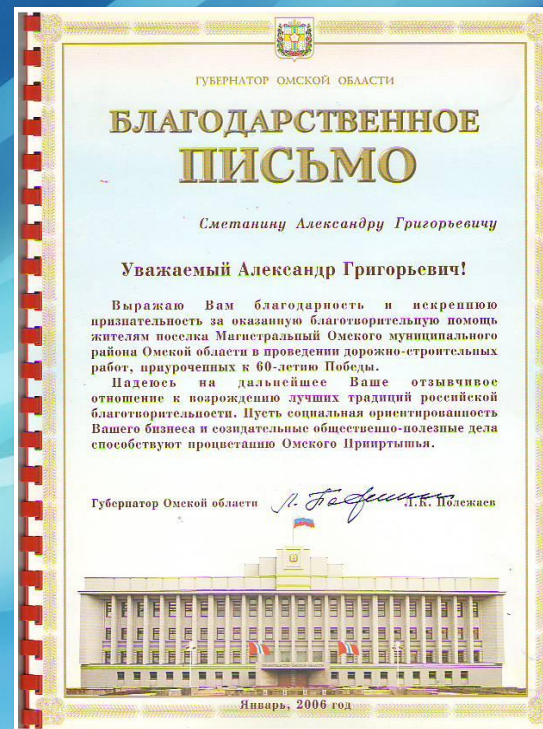 ГУБЕРНАТОР ОМСКОЙ ОБЛАСТИ
БЛАГОДАРСТВЕННОЕ
ПИСЬМО
Сметанину Александру Григорьевичу
Уважаемый Александр Григорьевич!
Выражаю Вам благодарность и искреннюю
признательность за оказанную благотворительную помощь
жителям поселка Магистральный Омского муниципального
района Омской области в проведении дорожно-строительных
работ, приуроченных к 60-летию Победы.
Надеюсь на дальнейшее Ваше отзывчивое
отношение к возрождению лучших традиций российской
благотворительности. Пусть социальная ориентированность
Вашего бизнеса и созидательные общественно-полезные дела
способствуют процветанию Омского Прииртышья.
Губернатор Омской области Л.К. Полежаев
Январь, 2006 год